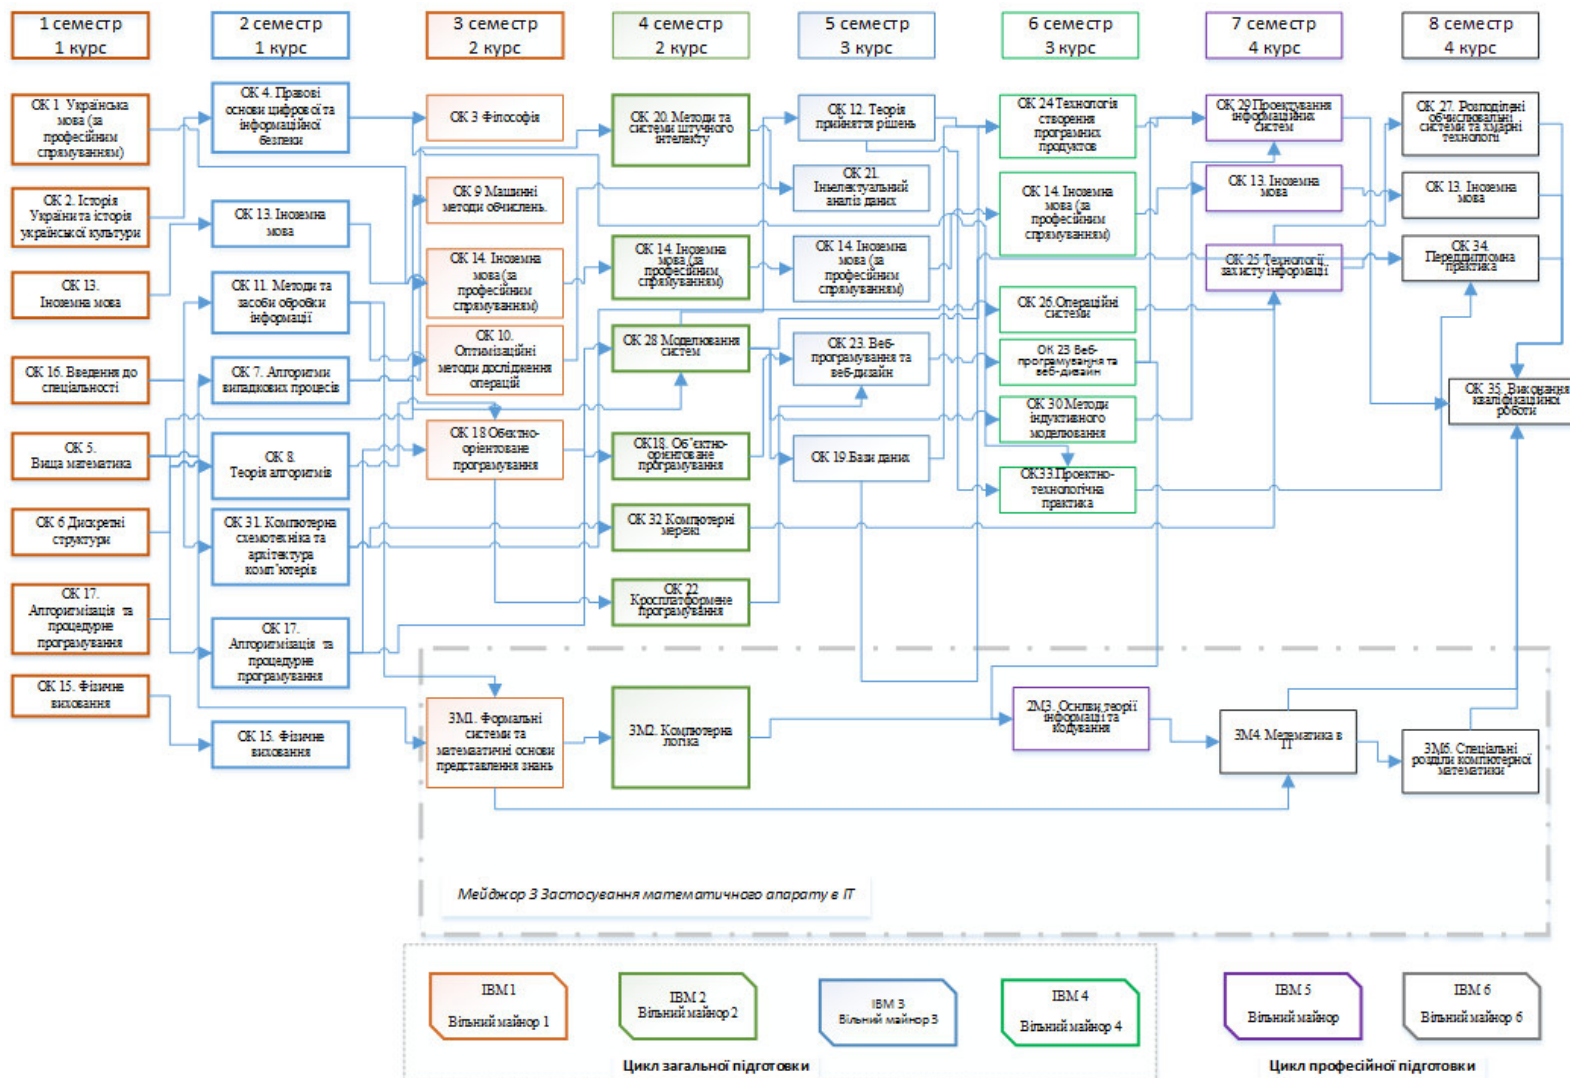 1 семестр
1 курс
2 семестр
1 курс
3 семестр
2 курс
4 семестр
2 курс
5 семестр
3 курс
6 семестр
3 курс
7 семестр
4 курс
8 семестр
4 курс
ОК 1 Українська
мова (за
професійним
спрямуванням)
ОК 2. Історія
України та історія
української культури
ОК 13.
Іноземна мова
ОК 16. Введення до
спеціальності
ОК 5.
Вища математика
ОК 6 Дискретні
структури
ОК 17.
Алгоритмізація та
процедурне
програмування
ОК 15. Фізичне
виховання
ОК 4. Правові
основи цифрової та
інформаційної
безпеки
ОК 13. Іноземна
мова
ОК 11. Методи та
засоби обробки
інформації
ОК 7. Алгоритми
випадкових процесів
ОК 8.
Теорія алгоритмів
ОК 31. Компютерна
схемотехніка та
архітектура
комп'ютерів
ОК 17.
Алгоритмізація та
процедурне
програмування
ОК 15. Фізичне
виховання
ОК 3 Філософія
ОК 9 Машинні
методи обчислень.
ОК 14. Іноземна
мова (за
професійним
спрямуванням)
ОК 10.
Оптимізаційні
методи дослідження
операцій
ОК 18 Обєктно-
орієнтоване
програмування
ЗМ1. Формальні
системи та
матемаатичні основи
представлення знань
ОК 20. Методи та
системи штучного
інтелекту
ОК 14. Іноземна
мова (за
професійним
спрямуванням)
ОК 28 Моделювання
систем
ОК18. Об'єктно-
орієнтоване
програмування
ОК 32 Компютерні
мережі
ОК 22
Кросплатформене
програмування
ЗМ2. Компютерна
логіка
ОК 12. Теорія
прийняття рішень
ОК 21.
Іньелектуальний
аналіз даних
ОК 14. Іноземна
мова (за
професійним
спрямуванням)
ОК 23. Веб-
програмування та
веб-дизайн
ОК 19.Бази даних
ОК 24 Технологія
створення
програмних
продуктов
ОК 14. Іноземна
мова (за
професійним
спрямуванням)
ОК 26.Операційні
системи
ОК 23 Веб-
програмування та
веб-дизайн
ОК 30 Методи
індуктивного
моделювання
ОК33.Проектно-
технологічна
практика
2М3. Оснлви теорії
інформації та
кодування
ОК 29 Проектування
інформаційних
систем
ОК 13. Іноземна
мова
ОК 25 Технології
захисту інформації
ЗМ4. Метематика в
ІТ
ОК 27. Розподілені
обчислювальні
системи та хмарні
технології
ОК 13. Іноземна
мова
ОК 34.
Переддипломна
практика
ОК 35. Виконання
кваліфікаційної
роботи
ЗМ6. Спеціальні
розділи компютерної
математики
Мейджор 3 Застосування математичного апарату в ІТ
ІВМ 1
Вільний майнор 1
ІВМ 2
Вільний майнор 2
ІВМ 3
Вільний майнор 3
ІВМ 4
Вільний майнор 4
ІВМ 5
Вільний майнор
ІВМ 6
Вільний майнор 6
Цикл загальної підготовки
Цикл професійної підготовки